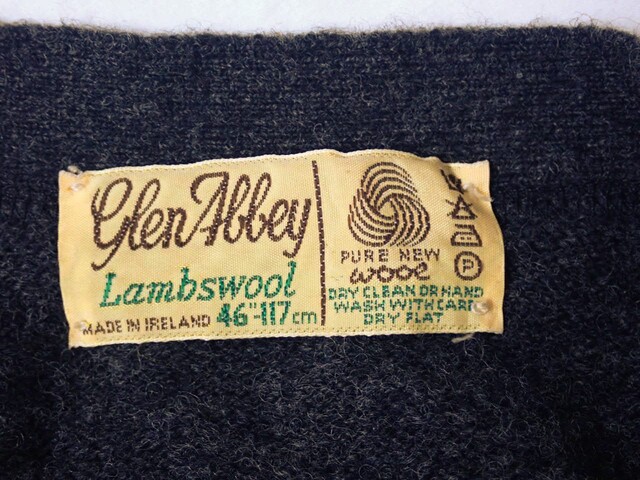 Glen Abbey
Lambswool
MADE IN IRELAND 46"-117cm
PURE NEW
WOOL
DRY CLEAN OR HAND
WASH WITH CARE
DRY FLAT
P